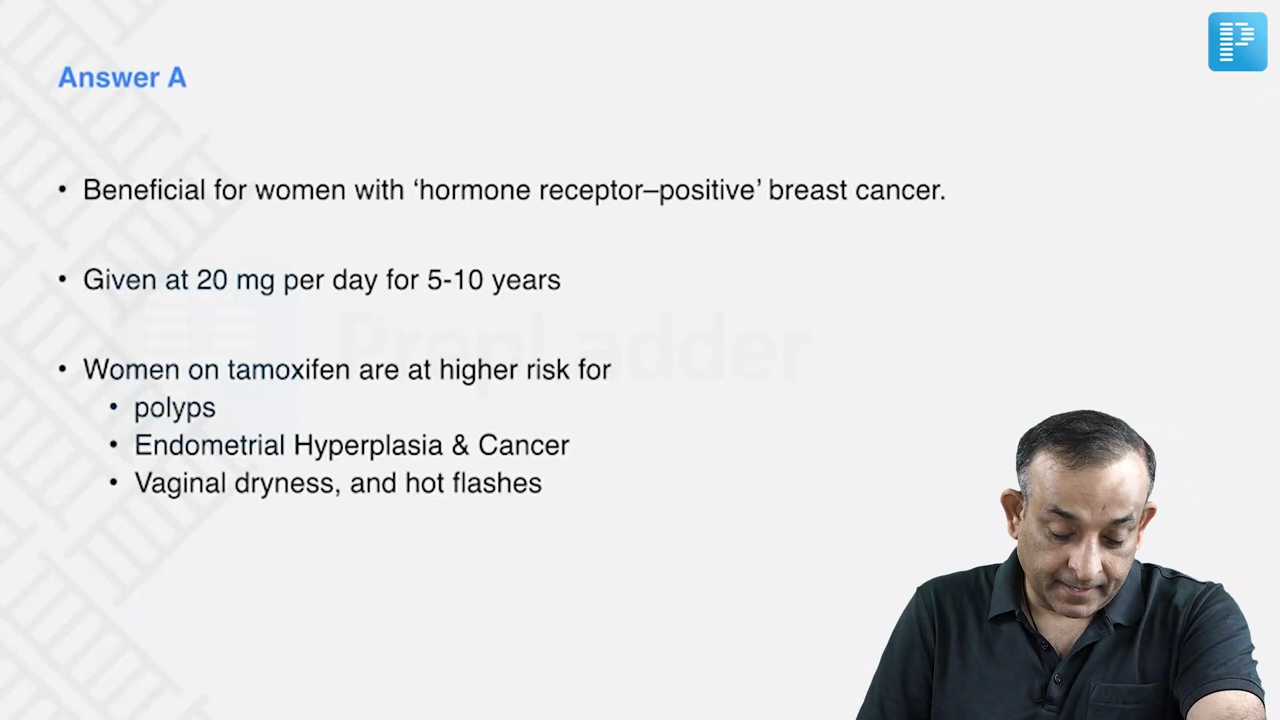 Answer A
• Beneficial for women with ‘hormone receptor–positive’ breast cancer.
• Given at 20 mg per day for 5-10 years
PrepLadder
• Women on tamoxifen are at higher risk for
• polyps
• Endometrial Hyperplasia & Cancer
• Vaginal dryness, and hot flashes